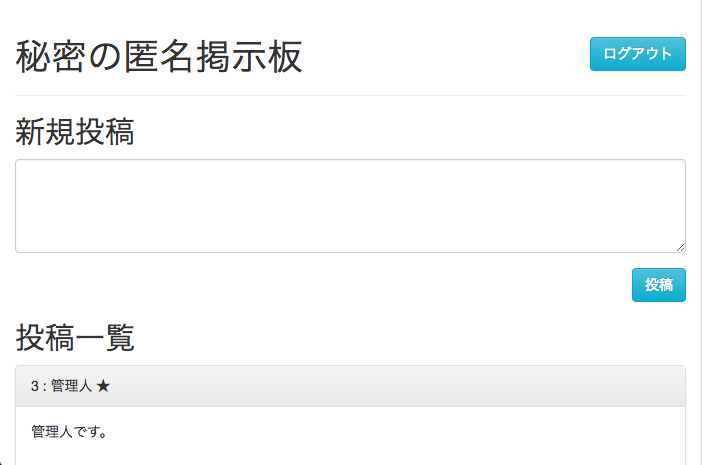 秘密の匿名掲示板
ログアウト
新規投稿
投稿
投稿一覧
3 : 管理人 ★
管理人です。